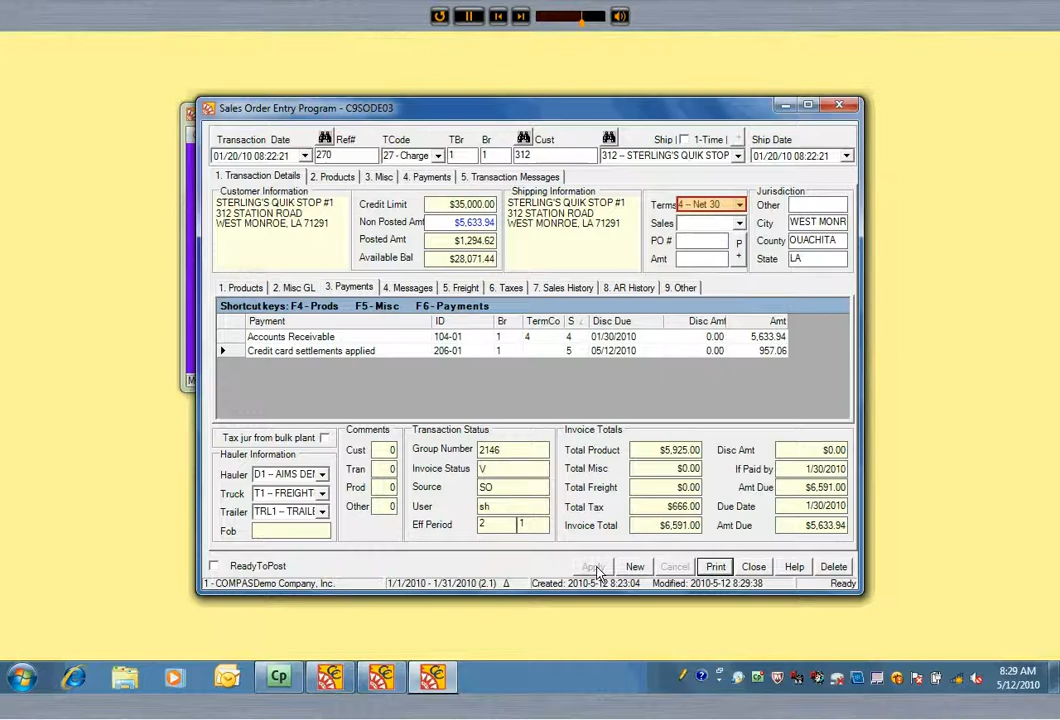 Sales Order Entry Program - C9SODE03
Transaction Date Ref# TCode TBr Br Cust Ship | 1-Time | Ship Date
01/20/10 08:22:21 270 27 - Charge 1 1 312 312 -- STERLING'S QUIK STOP 01/20/10 08:22:21
1. Transaction Details 2. Products 3. Misc 4. Payments 5. Transaction Messages
Customer Information
STERLING'S QUIK STOP #1
312 STATION ROAD
WEST MONROE, LA 71291
Credit Limit $35,000.00
Non Posted Amt $5,633.94
Posted Amt $1,294.62
Available Bal $28,071.44
Shipping Information
STERLING'S QUIK STOP #1
312 STATION ROAD
WEST MONROE, LA 71291
Terms 4 -- Net 30
Sales
PO # P
Amt +
Jurisdiction
Other
City WEST MONR
County OUACHITA
State LA
1. Products 2. Misc GL 3. Payments 4. Messages 5. Freight 6. Taxes 7. Sales History 8. AR History 9. Other
Shortcut keys: F4 - Prods F5 - Misc F6 - Payments
Payment ID Br TermCo S Disc Due Disc Amt Amt
Accounts Receivable 104-01 1 4 4 01/30/2010 0.00 5,633.94
Credit card settlements applied 206-01 1 5 05/12/2010 0.00 957.06
Tax jur from bulk plant
Hauler Information
Hauler D1 -- AIMS DEI
Truck T1 -- FREIGHT
Trailer TRL1 -- TRAILE
Fob
Comments
Cust 0
Tran 0
Prod 0
Other 0
Transaction Status
Group Number 2146
Invoice Status V
Source SO
User sh
Eff Period 2 1
Invoice Totals
Total Product $5,925.00 Disc Amt $0.00
Total Misc $0.00 If Paid by 1/30/2010
Total Freight $0.00 Amt Due $6,591.00
Total Tax $666.00 Due Date 1/30/2010
Invoice Total $6,591.00 Amt Due $5,633.94
ReadyToPost Apply New Cancel Print Close Help Delete
1 - COMPASDemo Company, Inc. 1/1/2010 - 1/31/2010 (2.1) Δ Created: 2010-5-12 8:23:04 Modified: 2010-5-12 8:29:38 Ready
Cp
8:29 AM
5/12/2010